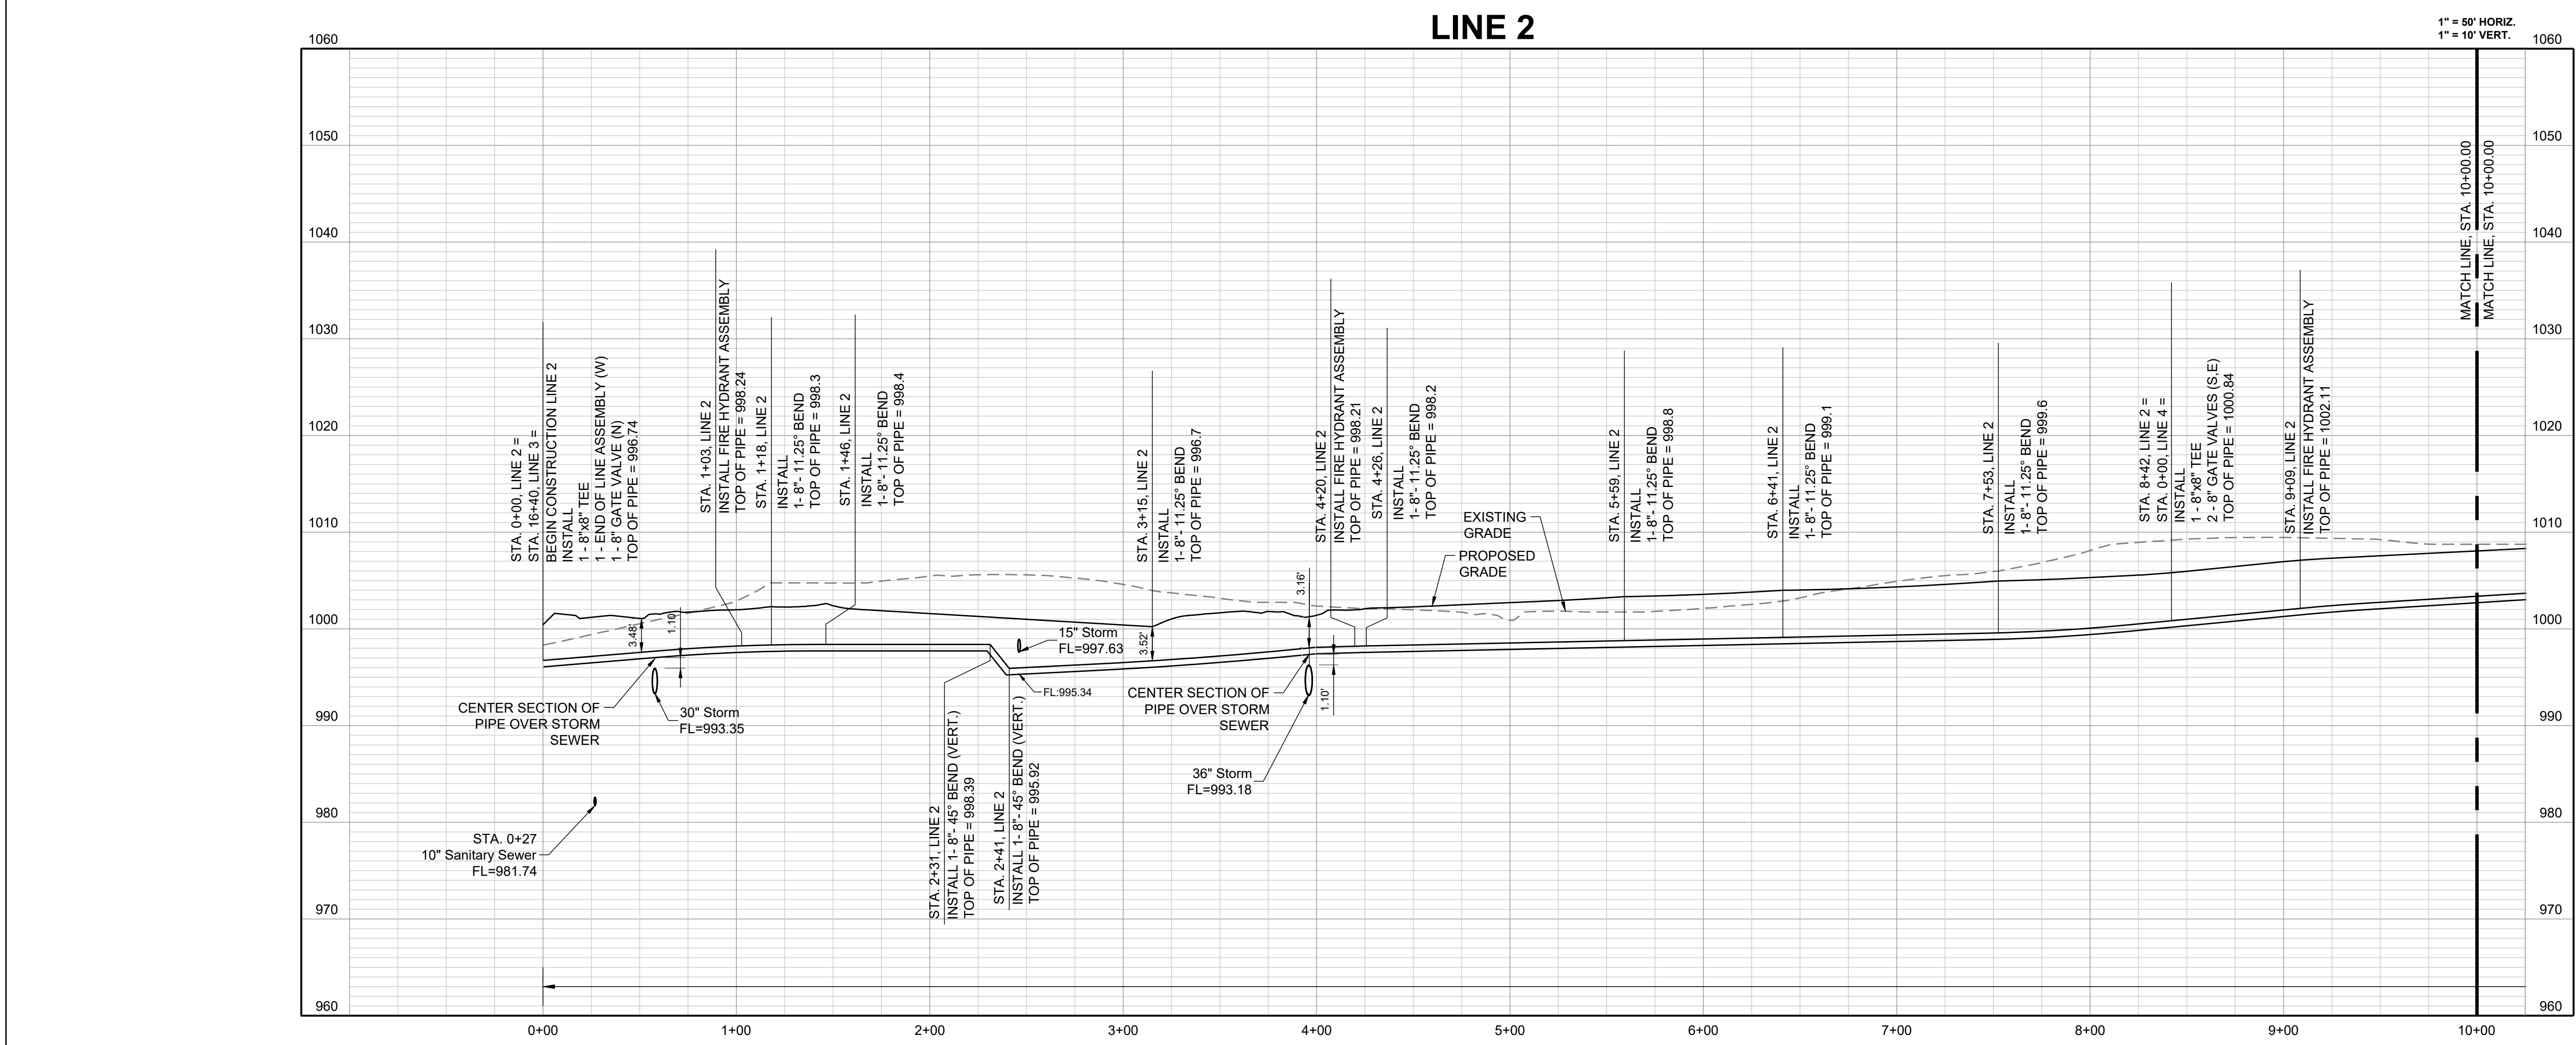 LINE 2
1" = 50' HORIZ.
1" = 10' VERT.
1060
1060
1050
1050
1040
1040
1030
1030
1020
1020
1010
1010
1000
1000
990
990
980
980
970
970
960
960
STA. 0+00, LINE 2 =
STA. 16+40, LINE 3 =
BEGIN CONSTRUCTION LINE 2
INSTALL
1 - 8"x8" TEE
1 - END OF LINE ASSEMBLY (W)
1 - 8" GATE VALVE (N)
TOP OF PIPE = 996.74
STA. 1+03, LINE 2
INSTALL FIRE HYDRANT ASSEMBLY
TOP OF PIPE = 998.24
STA. 1+18, LINE 2
INSTALL
1- 8"- 11.25° BEND
TOP OF PIPE = 998.3
STA. 1+46, LINE 2
INSTALL
1- 8"- 11.25° BEND
TOP OF PIPE = 998.4
STA. 3+15, LINE 2
INSTALL
1- 8"- 11.25° BEND
TOP OF PIPE = 996.7
STA. 4+20, LINE 2
INSTALL FIRE HYDRANT ASSEMBLY
TOP OF PIPE = 998.21
STA. 4+26, LINE 2
INSTALL
1- 8"- 11.25° BEND
TOP OF PIPE = 998.2
EXISTING
GRADE
PROPOSED
GRADE
STA. 5+59, LINE 2
INSTALL
1-8"- 11.25° BEND
TOP OF PIPE = 998.8
STA. 6+41, LINE 2
INSTALL
1- 8"- 11.25° BEND
TOP OF PIPE = 999.1
STA. 7+53, LINE 2
INSTALL
1- 8"- 11.25° BEND
TOP OF PIPE = 999.6
STA. 8+42, LINE 2 =
STA. 0+00, LINE 4 =
INSTALL
1 - 8"x8" TEE
2 - 8" GATE VALVES (S,E)
TOP OF PIPE = 1000.84
STA. 9+09, LINE 2
INSTALL FIRE HYDRANT ASSEMBLY
TOP OF PIPE = 1002.11
MATCH LINE, STA. 10+00.00
MATCH LINE, STA. 10+00.00
3.48'
1.10'
3.52'
3.16'
1.10'
15" Storm
FL=997.63
FL:995.34
CENTER SECTION OF
PIPE OVER STORM
SEWER
30" Storm
FL=993.35
CENTER SECTION OF
PIPE OVER STORM
SEWER
36" Storm
FL=993.18
STA. 0+27
10" Sanitary Sewer
FL=981.74
STA. 2+31, LINE 2
INSTALL 1- 8"- 45° BEND (VERT.)
TOP OF PIPE = 998.39
STA. 2+41, LINE 2
INSTALL 1- 8"- 45° BEND (VERT.)
TOP OF PIPE = 995.92
0+00
1+00
2+00
3+00
4+00
5+00
6+00
7+00
8+00
9+00
10+00